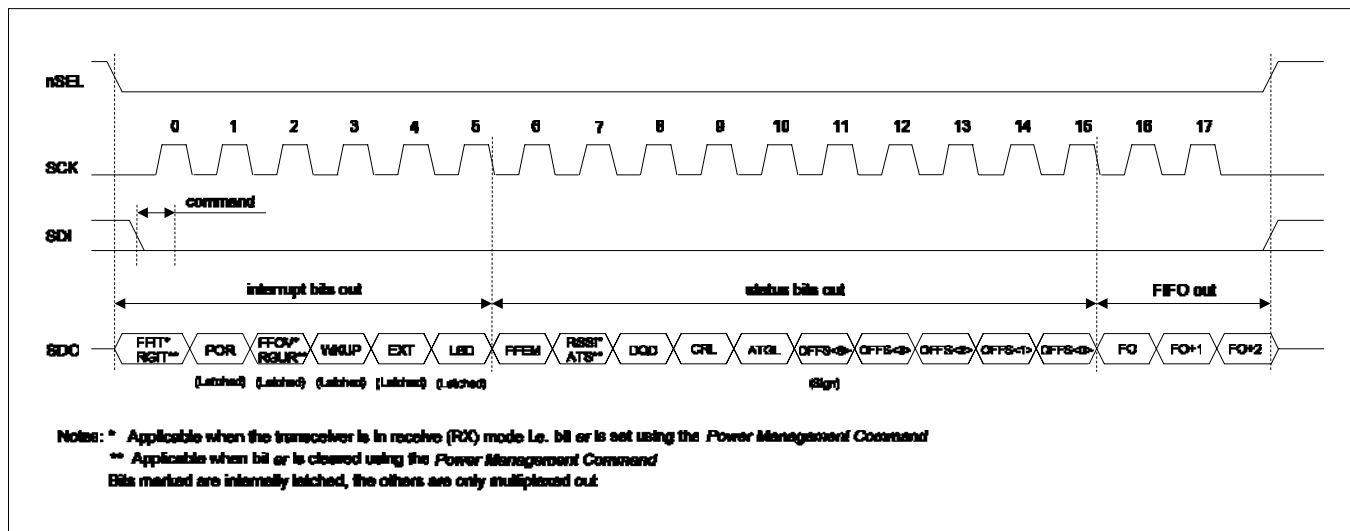 nSEL
0 1 2 3 4 5 6 7 8 9 10 11 12 13 14 15 16 17
SCK
command
SDI
interrupt bits out
status bits out
FIFO out
SDO
FFIT*
RGIT**
POR
FFOV*
RGUR**
WKUP
EXT
LBD
FFEM
RSSI*
ATS**
DQD
CRL
ATGL
OFFS<6>
OFFS<3>
OFFS<2>
OFFS<1>
OFFS<0>
FO
FO+1
FO+2
(Latched)
(Latched)
(Latched)
(Latched)
(Latched)
(Sign)
Notes: * Applicable when the transceiver is in receive (RX) mode i.e. bit er is set using the Power Management Command
** Applicable when bit er is cleared using the Power Management Command
Bits marked are internally latched, the others are only multiplexed out